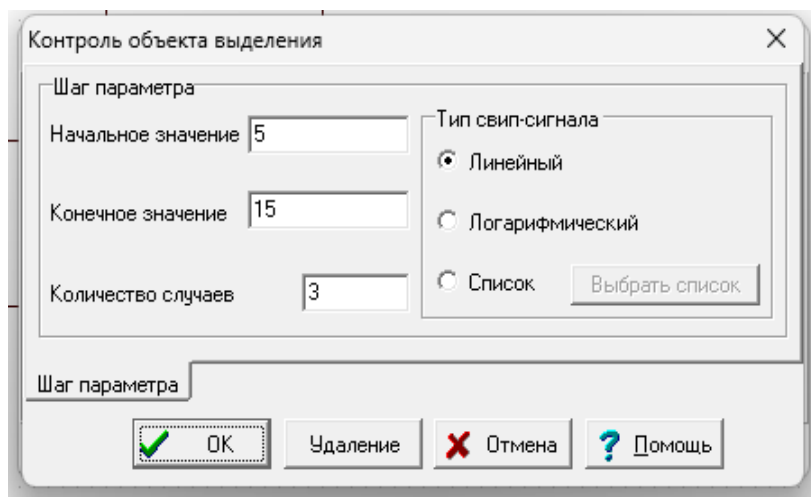 Контроль объекта выделения
Шаг параметра
Начальное значение 5
Конечное значение 15
Количество случаев 3
Тип свип-сигнала
Линейный
Логарифмический
Список Выбрать список
Шаг параметра
OK Удаление Отмена ? Помощь